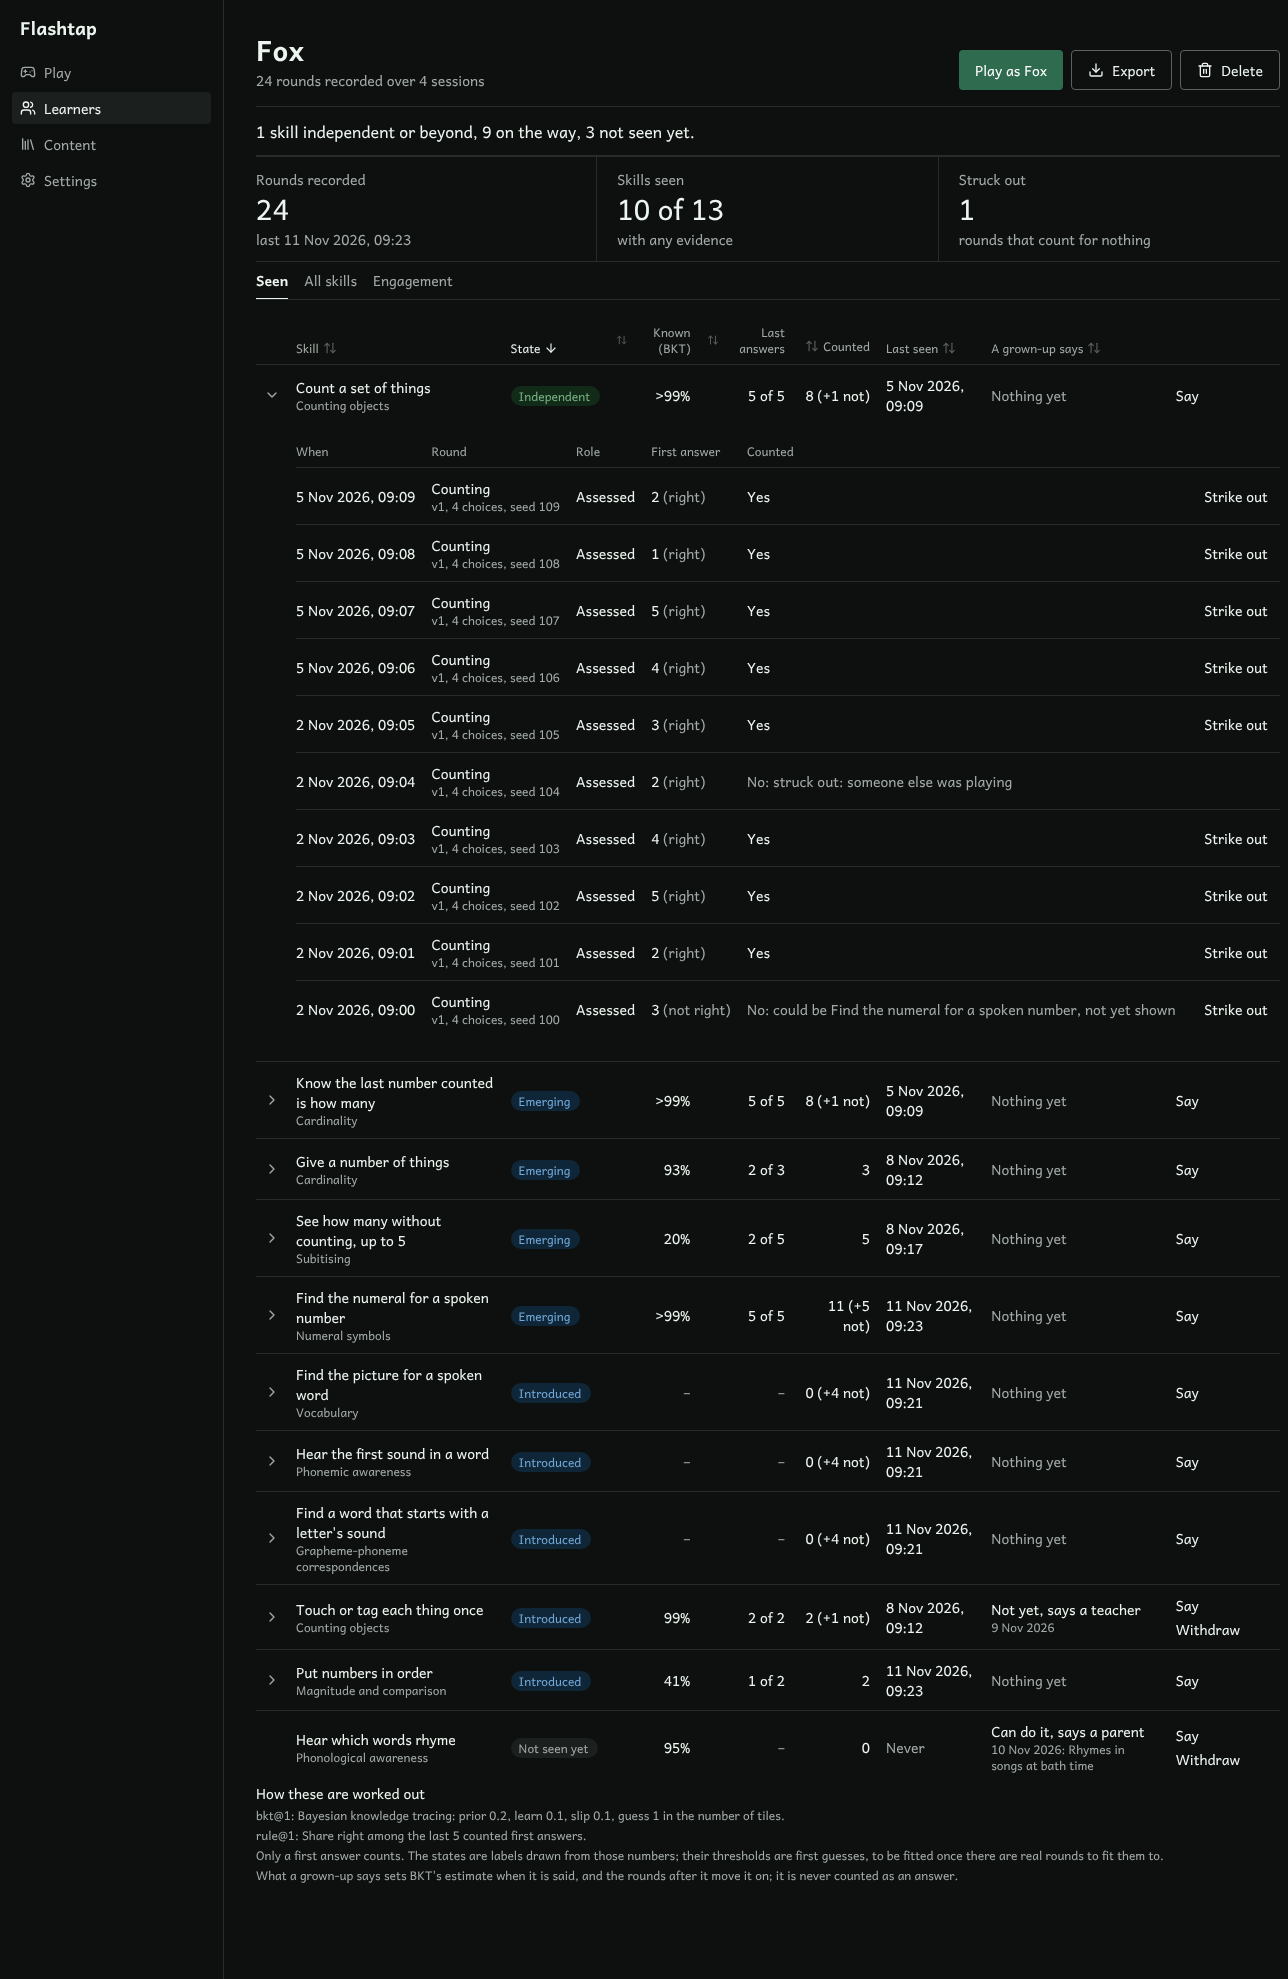 Flashtap
Play
Learners
Content
Settings
Fox
24 rounds recorded over 4 sessions
Play as Fox
Export
Delete
1 skill independent or beyond, 9 on the way, 3 not seen yet.
Rounds recorded
24
last 11 Nov 2026, 09:23
Skills seen
10 of 13
with any evidence
Struck out
1
rounds that count for nothing
Seen All skills Engagement
Skill State Known (BKT) Last answers Counted Last seen A grown-up says
Count a set of things
Counting objects
Independent >99% 5 of 5 8 (+1 not) 5 Nov 2026, 09:09 Nothing yet Say
When Round Role First answer Counted
5 Nov 2026, 09:09 Counting Assessed 2 (right) Yes Strike out
v1, 4 choices, seed 109
5 Nov 2026, 09:08 Counting Assessed 1 (right) Yes Strike out
v1, 4 choices, seed 108
5 Nov 2026, 09:07 Counting Assessed 5 (right) Yes Strike out
v1, 4 choices, seed 107
5 Nov 2026, 09:06 Counting Assessed 4 (right) Yes Strike out
v1, 4 choices, seed 106
2 Nov 2026, 09:05 Counting Assessed 3 (right) Yes Strike out
v1, 4 choices, seed 105
2 Nov 2026, 09:04 Counting Assessed 2 (right) No: struck out: someone else was playing
v1, 4 choices, seed 104
2 Nov 2026, 09:03 Counting Assessed 4 (right) Yes Strike out
v1, 4 choices, seed 103
2 Nov 2026, 09:02 Counting Assessed 5 (right) Yes Strike out
v1, 4 choices, seed 102
2 Nov 2026, 09:01 Counting Assessed 2 (right) Yes Strike out
v1, 4 choices, seed 101
2 Nov 2026, 09:00 Counting Assessed 3 (not right) No: could be Find the numeral for a spoken number, not yet shown Strike out
v1, 4 choices, seed 100
Know the last number counted
is how many
Cardinality
Emerging >99% 5 of 5 8 (+1 not) 5 Nov 2026, 09:09 Nothing yet Say
Give a number of things
Cardinality
Emerging 93% 2 of 3 3 8 Nov 2026, 09:12 Nothing yet Say
See how many without
counting, up to 5
Subitising
Emerging 20% 2 of 5 5 8 Nov 2026, 09:17 Nothing yet Say
Find the numeral for a spoken
number
Numeral symbols
Emerging >99% 5 of 5 11 (+5 not) 11 Nov 2026, 09:23 Nothing yet Say
Find the picture for a spoken
word
Vocabulary
Introduced – – 0 (+4 not) 11 Nov 2026, 09:21 Nothing yet Say
Hear the first sound in a word
Phonemic awareness
Introduced – – 0 (+4 not) 11 Nov 2026, 09:21 Nothing yet Say
Find a word that starts with a
letter's sound
Grapheme-phoneme
correspondences
Introduced – – 0 (+4 not) 11 Nov 2026, 09:21 Nothing yet Say
Touch or tag each thing once
Counting objects
Introduced 99% 2 of 2 2 (+1 not) 8 Nov 2026, 09:12 Not yet, says a teacher
9 Nov 2026
Say
Withdraw
Put numbers in order
Magnitude and comparison
Introduced 41% 1 of 2 2 11 Nov 2026, 09:23 Nothing yet Say
Hear which words rhyme
Phonological awareness
Not seen yet 95% – 0 Never Can do it, says a parent
10 Nov 2026: Rhymes in
songs at bath time
Say
Withdraw
How these are worked out
bkt@1: Bayesian knowledge tracing: prior 0.2, learn 0.1, slip 0.1, guess 1 in the number of tiles.
rule@1: Share right among the last 5 counted first answers.
Only a first answer counts. The states are labels drawn from those numbers; their thresholds are first guesses, to be fitted once there are real rounds to fit them to.
What a grown-up says sets BKT's estimate when it is said, and the rounds after it move it on; it is never counted as an answer.